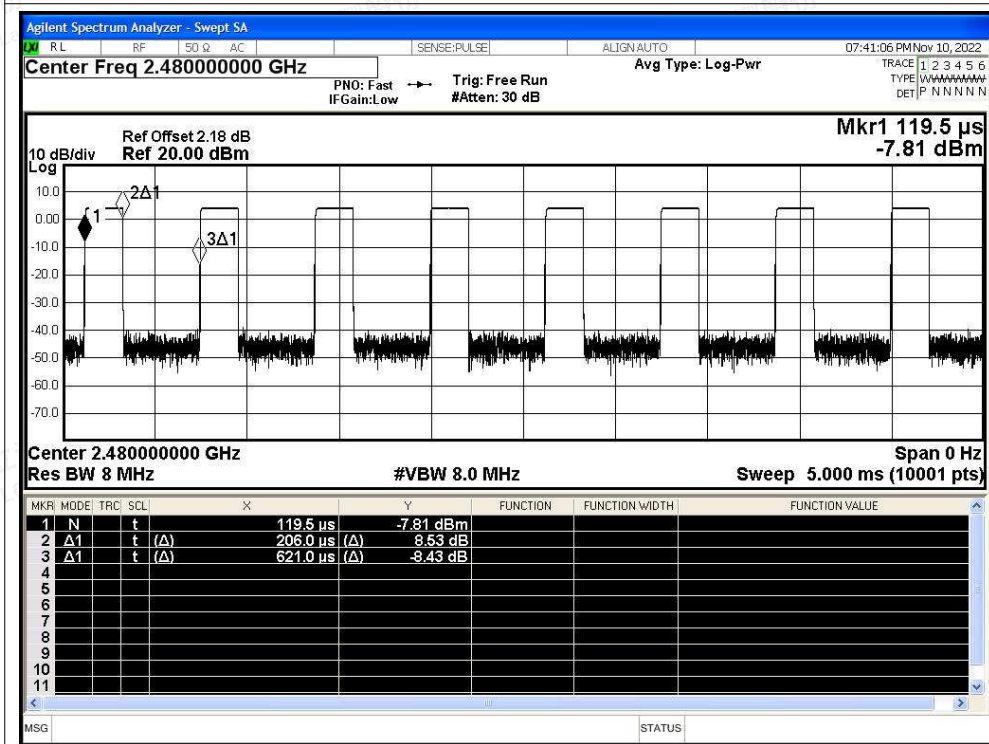 Agilent Spectrum Analyzer - Swept SA
LXI RL RF 50 Ω AC SENSE:PULSE ALIGN AUTO 07:41:06 PM Nov 10, 2022
Center Freq 2.480000000 GHz Avg Type: Log-Pwr TRACE 1 2 3 4 5 6
PNO: Fast Trig: Free Run TYPE WWWWWW
IFGain:Low #Atten: 30 dB DET P N N N N N
Mkr1 119.5 µs
Ref Offset 2.18 dB
10 dB/div Ref 20.00 dBm -7.81 dBm
Log
10.0
2Δ1
0.00
1
3Δ1
-10.0
-20.0
-30.0
-40.0
-50.0
-60.0
-70.0
Center 2.480000000 GHz Span 0 Hz
Res BW 8 MHz #VBW 8.0 MHz Sweep 5.000 ms (10001 pts)
MKR MODE TRC SCL X Y FUNCTION FUNCTION WIDTH FUNCTION VALUE
1 N t 119.5 µs -7.81 dBm
2 Δ1 t (Δ) 206.0 µs (Δ) 8.53 dB
3 Δ1 t (Δ) 621.0 µs (Δ) -8.43 dB
4
5
6
7
8
9
10
11
MSG STATUS